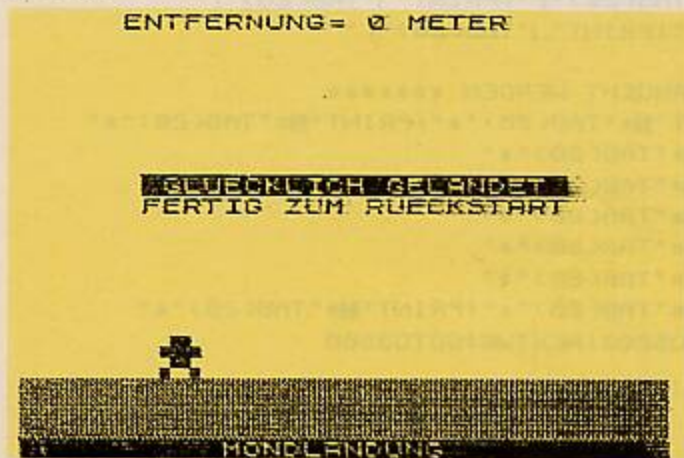 ENTFERNUNG= 0 METER
GLUECKLICH GELANDET
FERTIG ZUM RUECKSTART
MONDLANDUNG